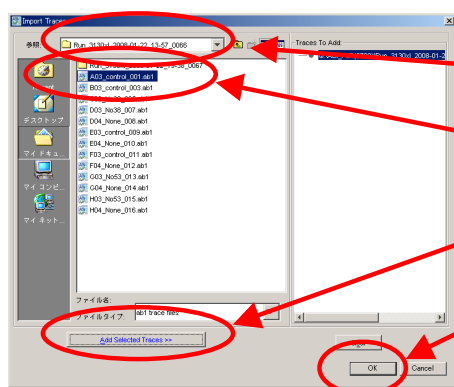 Import Traces
参照:
Run_3130xl_2008-01-22_13-57_0066
Traces To Add:
A03_control_001.ab1
B03_control_003.ab1
D03_No38_007.ab1
D04_None_008.ab1
E03_control_009.ab1
E04_None_010.ab1
F03_control_011.ab1
F04_None_012.ab1
G03_No53_013.ab1
G04_None_014.ab1
H03_No53_015.ab1
H04_None_016.ab1
デスクトップ
マイ ドキュ...
マイ コンピ...
マイ ネット...
ファイル名:
ファイルタイプ:
ab1 trace files
Add Selected Traces >>
OK
Cancel